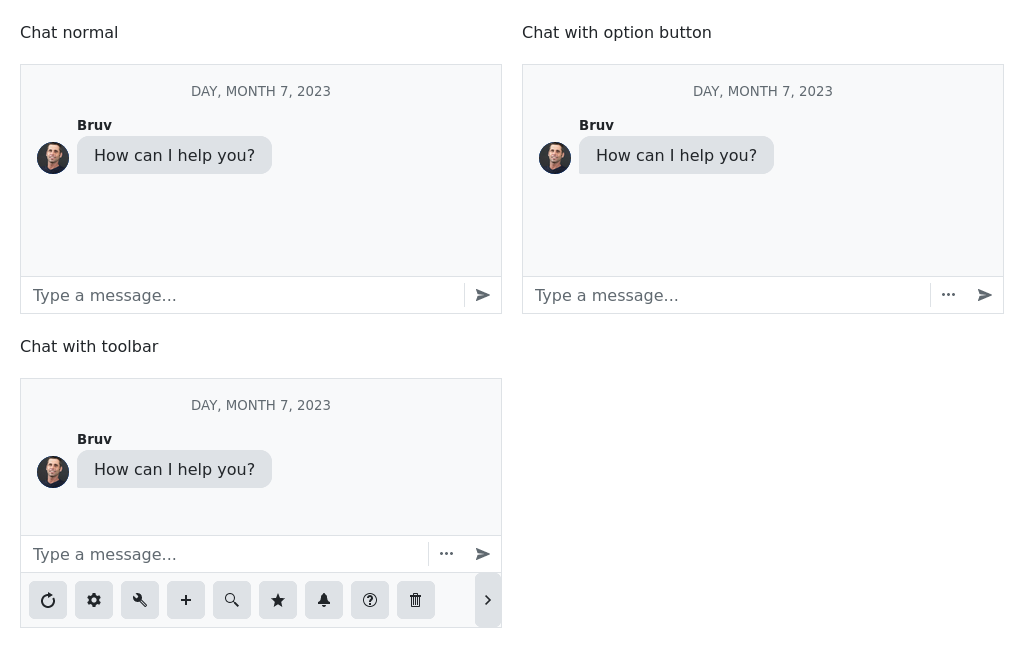 Chat normal
DAY, MONTH 7, 2023
Bruv
How can I help you?
Type a message...
Chat with option button
DAY, MONTH 7, 2023
Bruv
How can I help you?
Type a message...
Chat with toolbar
DAY, MONTH 7, 2023
Bruv
How can I help you?
Type a message...